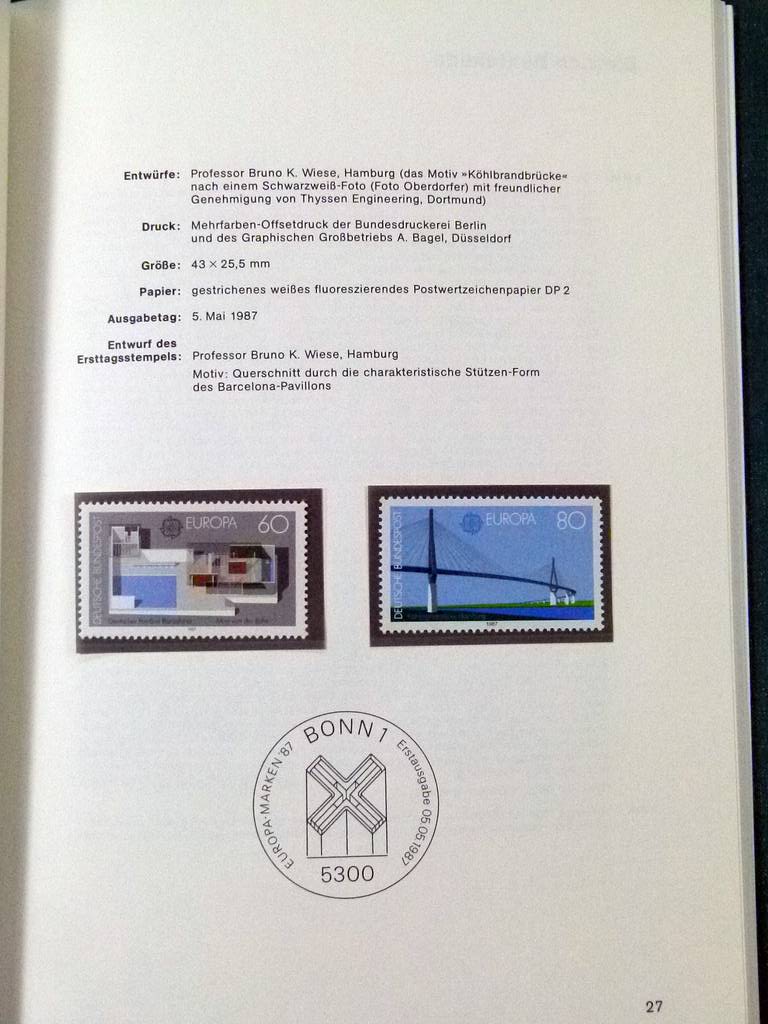 Entwürfe: Professor Bruno K. Wiese, Hamburg (das Motiv »Köhlbrandbrücke«
nach einem Schwarzweiß-Foto (Foto Oberdorfer) mit freundlicher
Genehmigung von Thyssen Engineering, Dortmund)
Druck: Mehrfarben-Offsetdruck der Bundesdruckerei Berlin
und des Graphischen Großbetriebs A. Bagel, Düsseldorf
Größe: 43 × 25,5 mm
Papier: gestrichenes weißes fluoreszierendes Postwertzeichenpapier DP 2
Ausgabetag: 5. Mai 1987
Entwurf des
Ersttagsstempels: Professor Bruno K. Wiese, Hamburg
Motiv: Querschnitt durch die charakteristische Stützen-Form
des Barcelona-Pavillons
EUROPA 60
DEUTSCHE BUNDESPOST
EUROPA 80
DEUTSCHE BUNDESPOST
1987
BONN 1
EUROPA-MARKEN '87
Erstausgabe 05.05.1987
5300
27